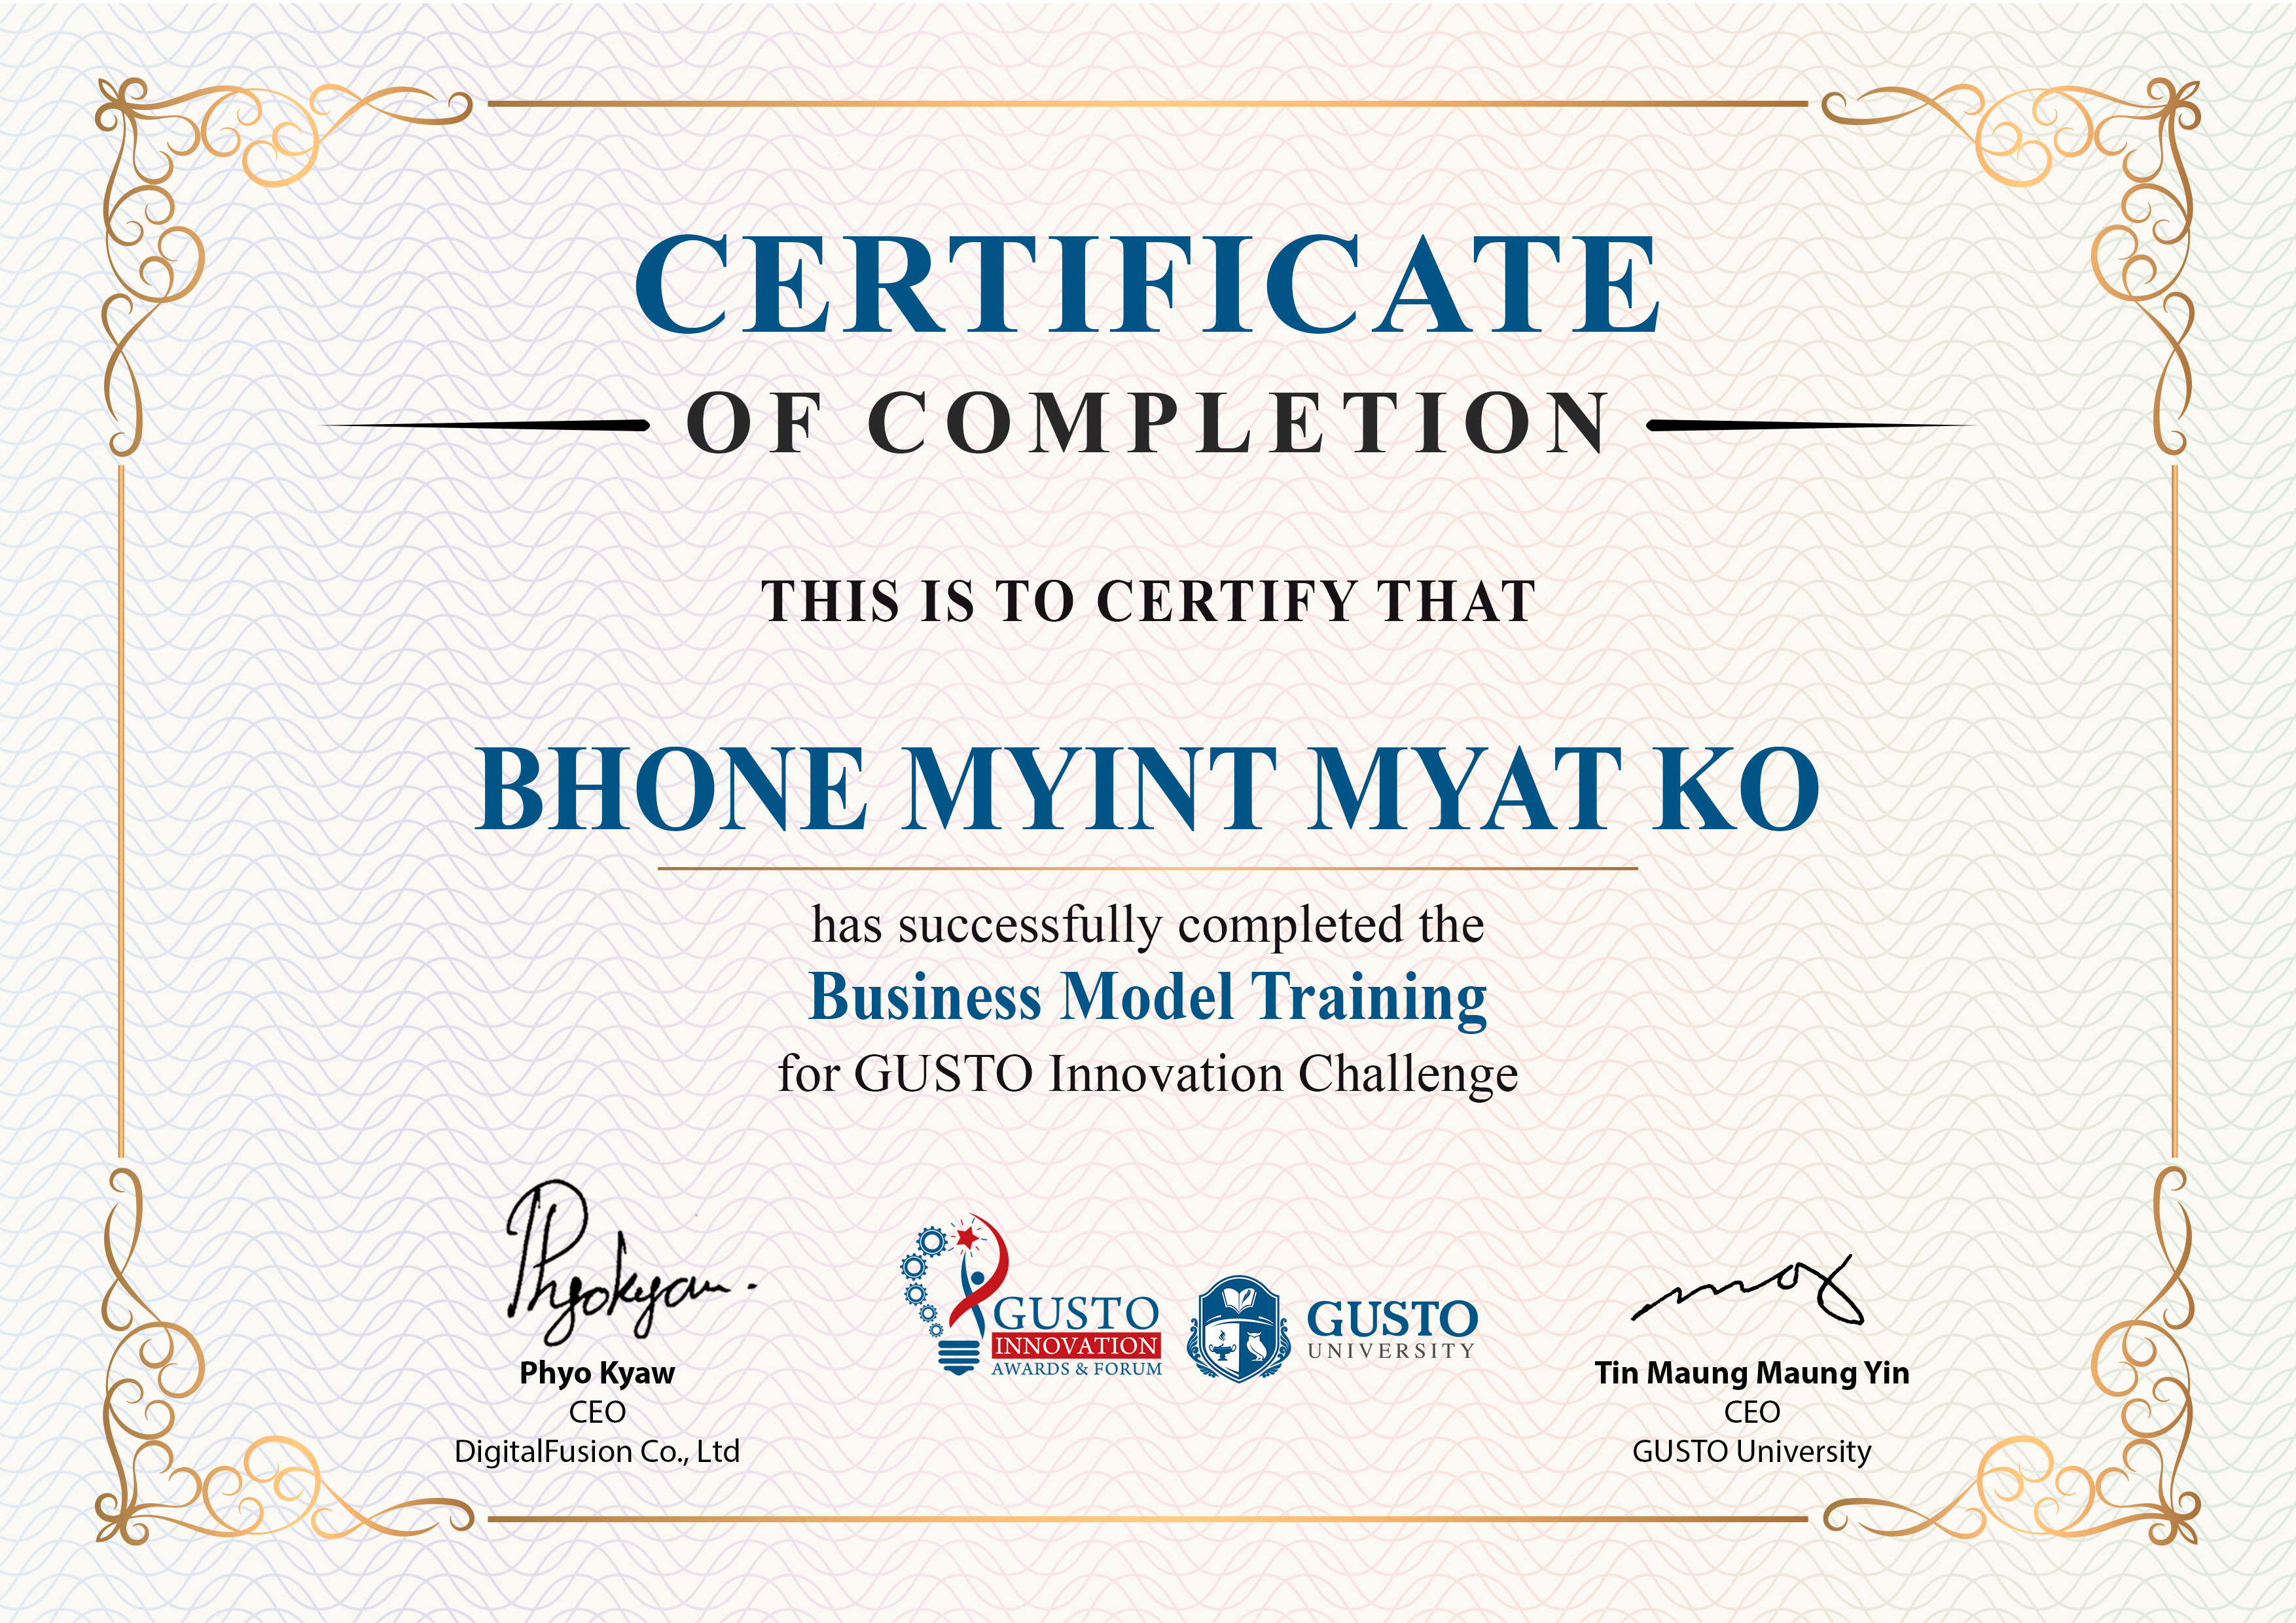 CERTIFICATE
OF COMPLETION
THIS IS TO CERTIFY THAT
BHONE MYINT MYAT KO
has successfully completed the
Business Model Training
for GUSTO Innovation Challenge
Phyokyaw.
Phyo Kyaw
CEO
DigitalFusion Co., Ltd
GUSTO
INNOVATION
AWARDS & FORUM
GUSTO
UNIVERSITY
Tin Maung Maung Yin
CEO
GUSTO University